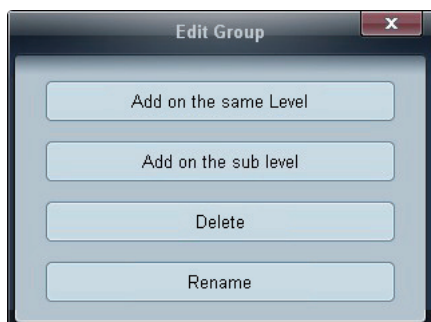 Edit Group
x
Add on the same Level
Add on the sub level
Delete
Rename